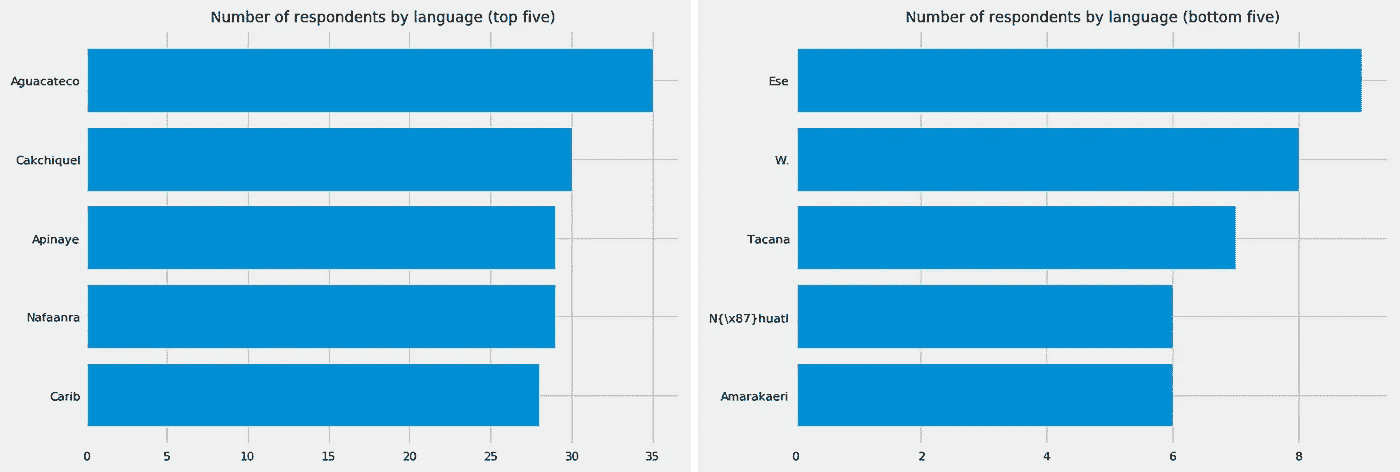 Number of respondents by language (top five)
Aguacateco
Cakchiquel
Apinaye
Nafaanra
Carib
0 5 10 15 20 25 30 35
Number of respondents by language (bottom five)
Ese
W.
Tacana
N{\x87}huatl
Amarakaeri
0 2 4 6 8